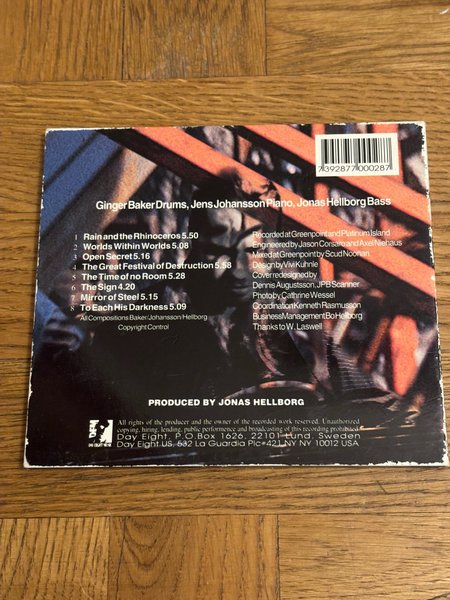 7392877 000287
Ginger Baker Drums, Jens Johansson Piano, Jonas Hellborg Bass
1 Rain and the Rhinoceros 5.50
2 Worlds Within Worlds 5.08
3 Open Secret 5.16
4 The Great Festival of Destruction 5.58
5 The Time of no Room 5.28
6 The Sign 4.20
7 Mirror of Steel 5.15
8 To Each His Darkness 5.09
All Compositions Baker/Johansson/Hellborg
Copyright Control
Recorded at Greenpoint and Platinum Island
Engineered by Jason Corsaro and Axel Niehaus
Mixed at Greenpoint by Scud Noonan
Design by Vivi Kuhnle
Cover redesigned by
Dennis Augustsson, JPB Scanner
Photo by Cathrine Wessel
Coordination Kenneth Rasmusson
Business Management Bo Hellborg
Thanks to W. Laswell
PRODUCED BY JONAS HELLBORG
All rights of the producer and the owner of the recorded work reserved. Unauthorized
copying, hiring, lending, public performance and broadcasting of this recording prohibited.
Day Eight, P.O.Box 1626, 22101 Lund, Sweden
Day Eight US 532 La Guardia Plc #421 NY NY 10012 USA